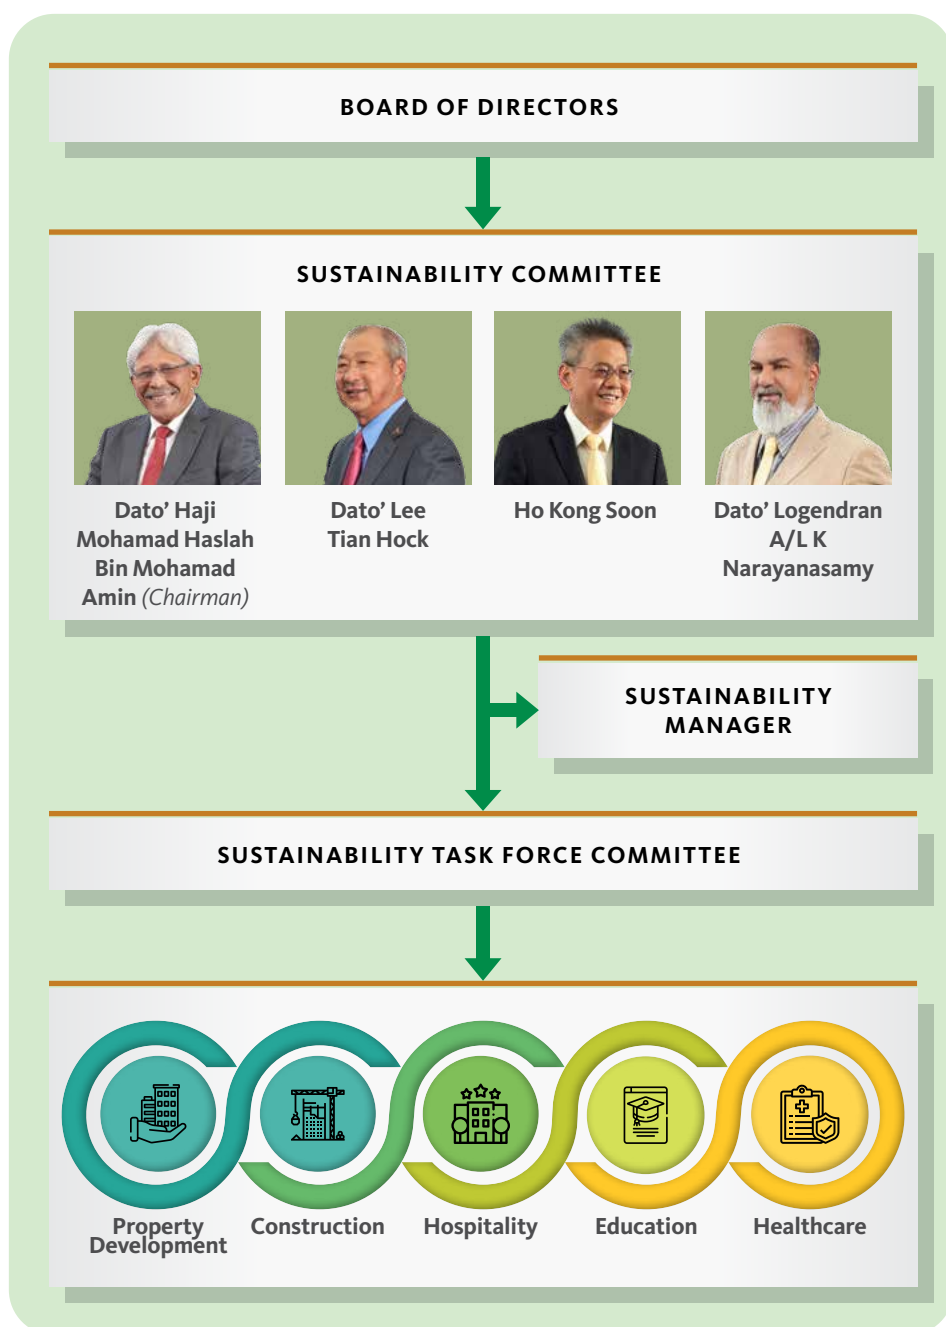 BOARD OF DIRECTORS
SUSTAINABILITY COMMITTEE
Dato’ Haji
Mohamad Haslah
Bin Mohamad
Amin (Chairman)
Dato’ Lee
Tian Hock
Ho Kong Soon
Dato’ Logendran
A/L K
Narayanasamy
SUSTAINABILITY
MANAGER
SUSTAINABILITY TASK FORCE COMMITTEE
Property
Development
Construction
Hospitality
Education
Healthcare